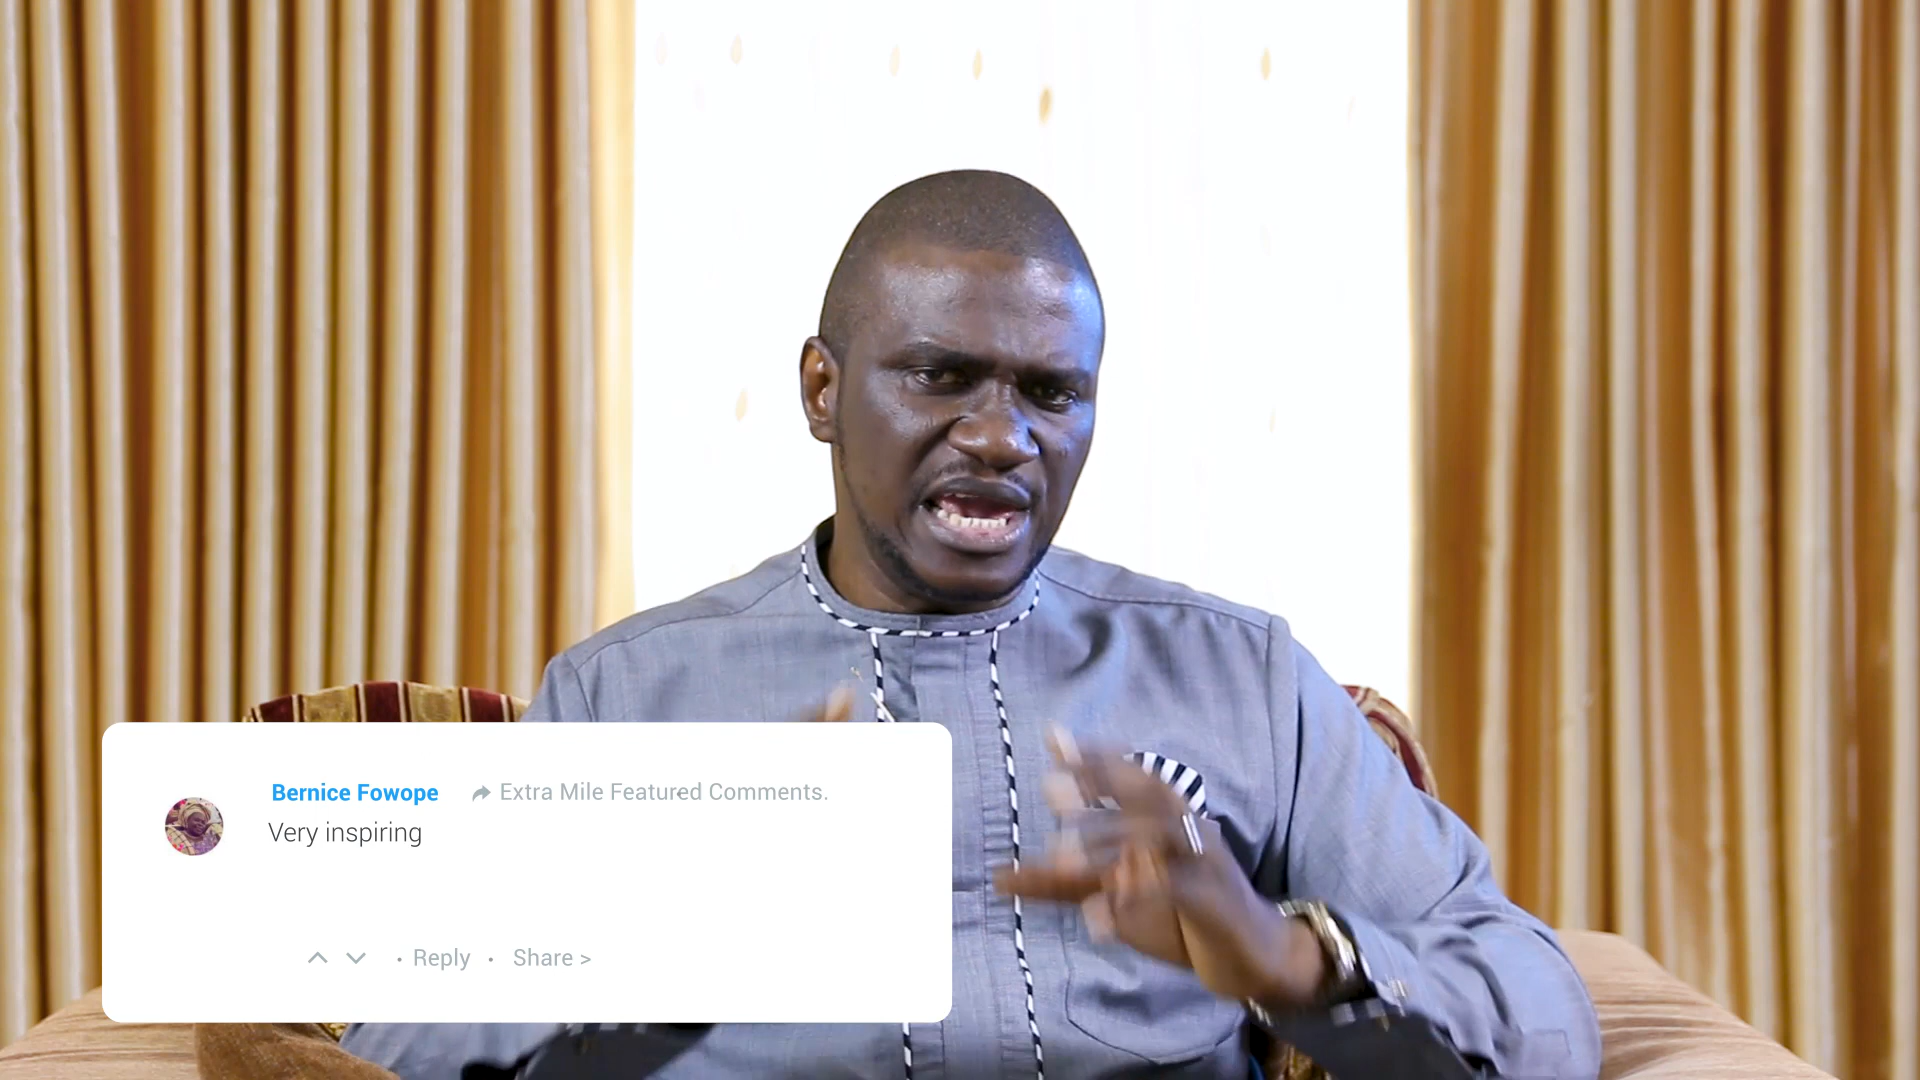 Bernice Fowope Extra Mile Featured Comments.
Very inspiring
• Reply • Share >